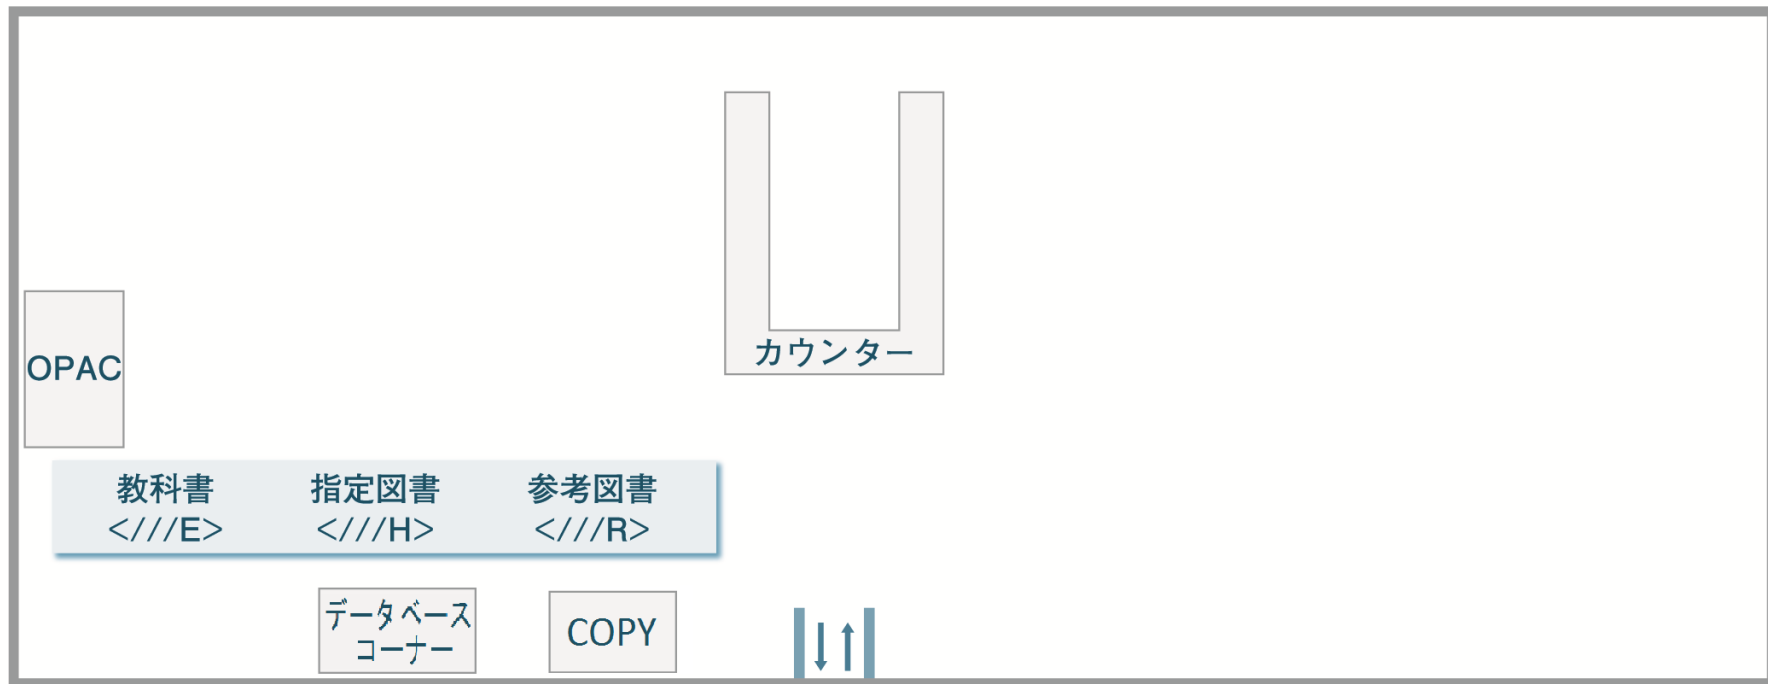 カウンター
OPAC
教科書 指定図書 参考図書
<///E> <///H> <///R>
データベース
コーナー
COPY